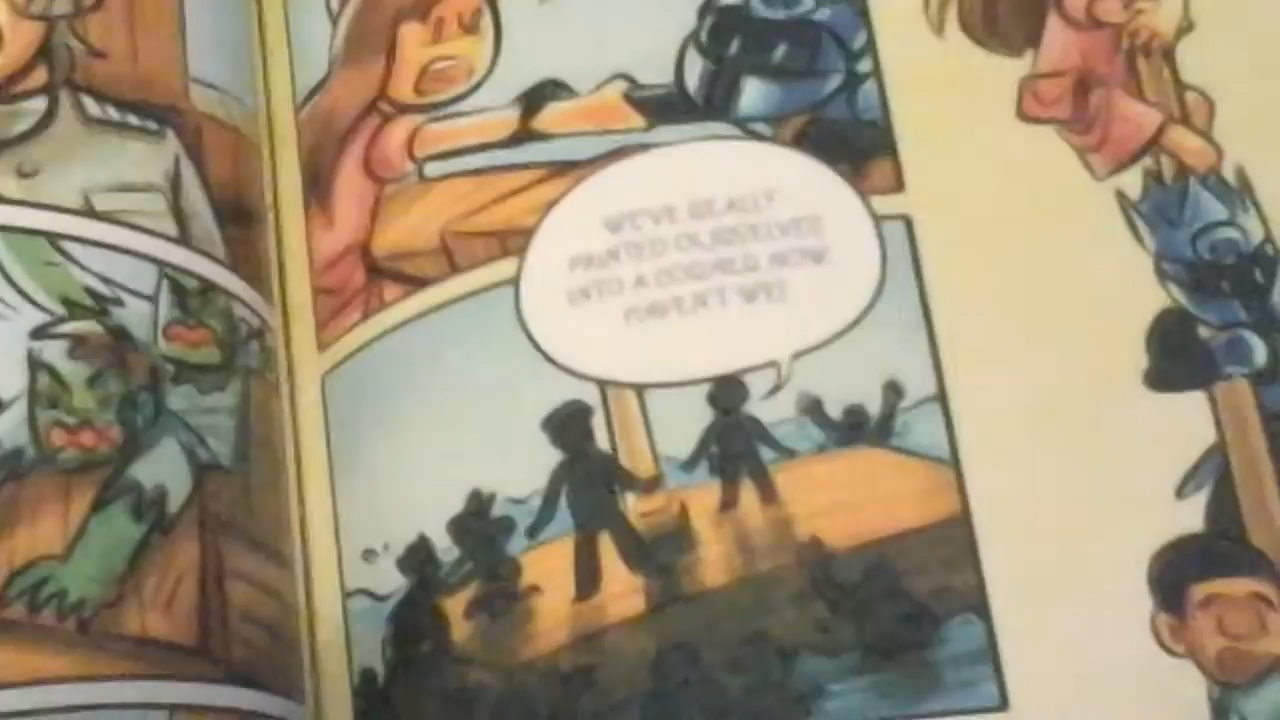 WE'VE REALLY
PAINTED OURSELVES
INTO A CORNER NOW,
HAVEN'T WE?